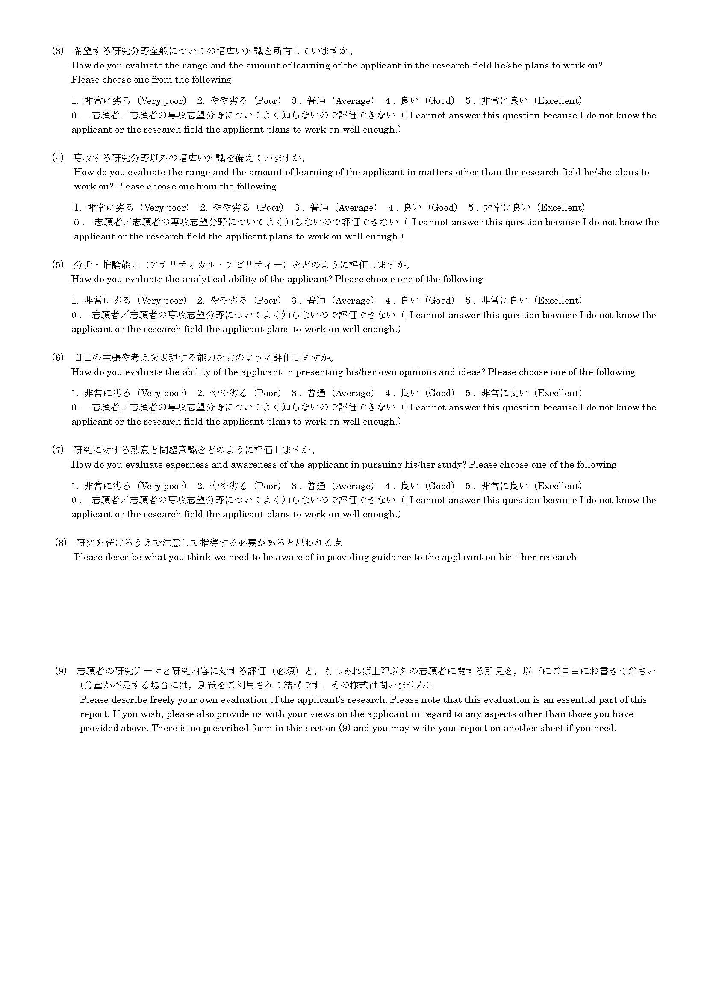 (3) 希望する研究分野全般についての幅広い知識を所有していますか。
How do you evaluate the range and the amount of learning of the applicant in the research field he/she plans to work on?
Please choose one from the following
1. 非常に劣る（Very poor） 2. やや劣る（Poor） 3．普通（Average） 4．良い（Good） 5．非常に良い（Excellent）
0． 志願者／志願者の専攻志望分野についてよく知らないので評価できない（ I cannot answer this question because I do not know the
applicant or the research field the applicant plans to work on well enough.）
(4) 専攻する研究分野以外の幅広い知識を備えていますか。
How do you evaluate the range and the amount of learning of the applicant in matters other than the research field he/she plans to
work on? Please choose one from the following
1. 非常に劣る（Very poor） 2. やや劣る（Poor） 3．普通（Average） 4．良い（Good） 5．非常に良い（Excellent）
0． 志願者／志願者の専攻志望分野についてよく知らないので評価できない（ I cannot answer this question because I do not know the
applicant or the research field the applicant plans to work on well enough.）
(5) 分析・推論能力（アナリティカル・アビリティー）をどのように評価しますか。
How do you evaluate the analytical ability of the applicant? Please choose one of the following
1. 非常に劣る（Very poor） 2. やや劣る（Poor） 3．普通（Average） 4．良い（Good） 5．非常に良い（Excellent）
0． 志願者／志願者の専攻志望分野についてよく知らないので評価できない（ I cannot answer this question because I do not know the
applicant or the research field the applicant plans to work on well enough.）
(6) 自己の主張や考えを表現する能力をどのように評価しますか。
How do you evaluate the ability of the applicant in presenting his/her own opinions and ideas? Please choose one of the following
1. 非常に劣る（Very poor） 2. やや劣る（Poor） 3．普通（Average） 4．良い（Good） 5．非常に良い（Excellent）
0． 志願者／志願者の専攻志望分野についてよく知らないので評価できない（ I cannot answer this question because I do not know the
applicant or the research field the applicant plans to work on well enough.）
(7) 研究に対する熱意と問題意識をどのように評価しますか。
How do you evaluate eagerness and awareness of the applicant in pursuing his/her study? Please choose one of the following
1. 非常に劣る（Very poor） 2. やや劣る（Poor） 3．普通（Average） 4．良い（Good） 5．非常に良い（Excellent）
0． 志願者／志願者の専攻志望分野についてよく知らないので評価できない（ I cannot answer this question because I do not know the
applicant or the research field the applicant plans to work on well enough.）
(8) 研究を続けるうえで注意して指導する必要があると思われる点
Please describe what you think we need to be aware of in providing guidance to the applicant on his／her research
(9) 志願者の研究テーマと研究内容に対する評価（必須）と，もしあれば上記以外の志願者に関する所見を，以下にご自由にお書きください
（分量が不足する場合には，別紙をご利用されて結構です。その様式は問いません）。
Please describe freely your own evaluation of the applicant's research. Please note that this evaluation is an essential part of this
report. If you wish, please also provide us with your views on the applicant in regard to any aspects other than those you have
provided above. There is no prescribed form in this section (9) and you may write your report on another sheet if you need.